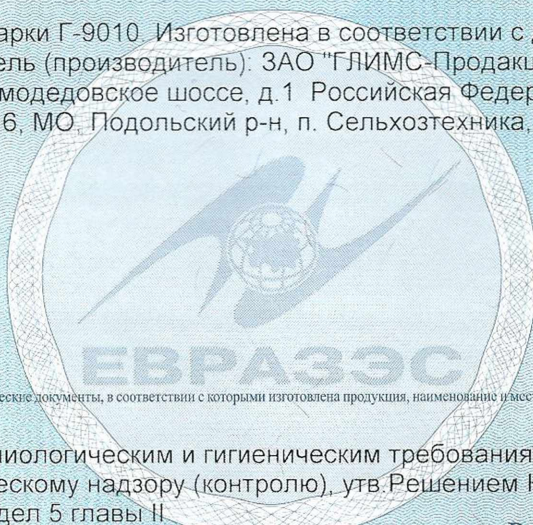 арки Г-9010. Изготовлена в соответствии с
ель (производитель): ЗАО "ГЛИМС-Продакц
модедовское шоссе, д.1 Российская Федер
6, МО, Подольский р-н, п. Сельхозтехника,
ЕВРАЗЭС
еские документы, в соответствии с которыми изготовлена продукция, наименование и мес
иологическим и гигиеническим требования
ескому надзору (контролю), утв.Решением
дел 5 главы II